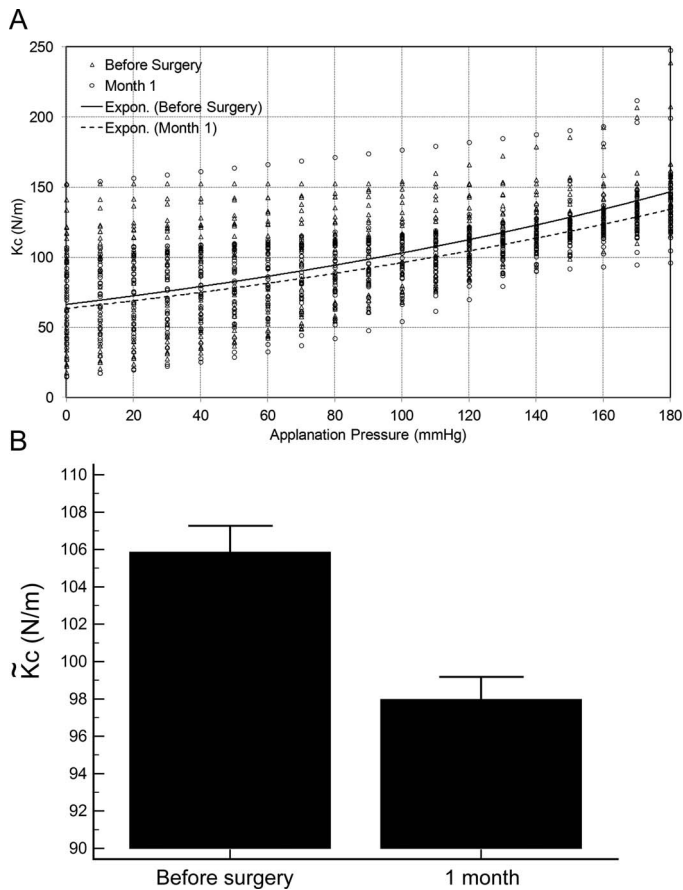 A
250
200
150
100
50
0
Kc (N/m)
Before Surgery
Month 1
Expon. (Before Surgery)
Expon. (Month 1)
0 20 40 60 80 100 120 140 160 180
Applanation Pressure (mmHg)
B
110
108
106
104
102
100
98
96
94
92
90
K̃c (N/m)
Before surgery 1 month